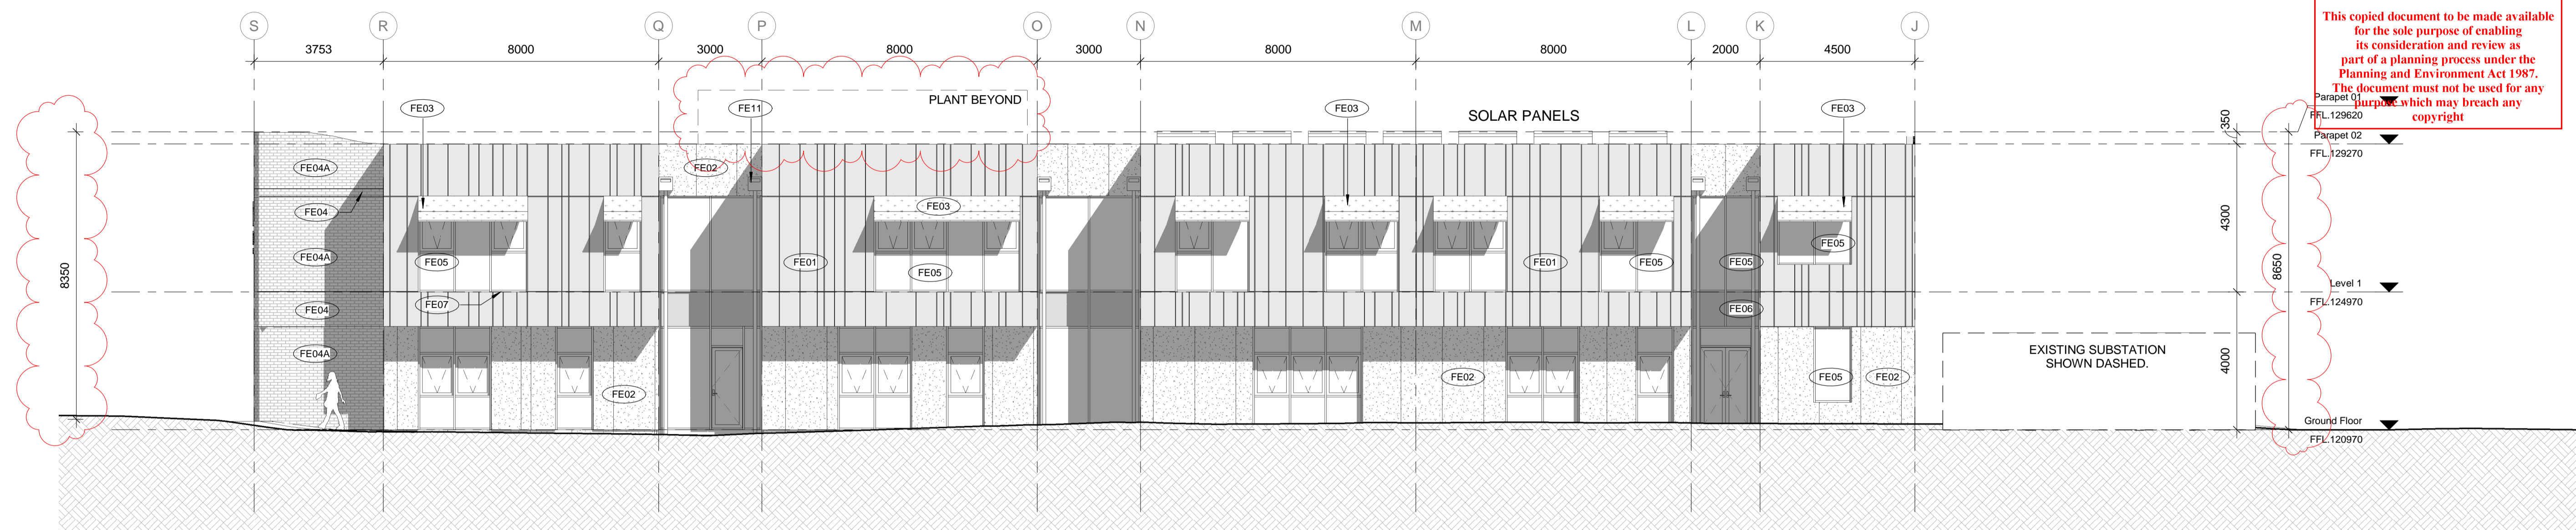 S R Q P O N M L K J
3753 8000 3000 8000 3000 8000 8000 2000 4500
This copied document to be made available
for the sole purpose of enabling
its consideration and review as
part of a planning process under the
Planning and Environment Act 1987.
The document must not be used for any
purpose which may breach any
copyright
PLANT BEYOND
FE03 FE11 FE03 SOLAR PANELS FE03
Parapet 01
FFL.129620
350
Parapet 02
FFL.129270
FE04A FE02
FE04 FE03
FE04A FE05 FE01 FE05 FE01 FE05 FE05 FE05
4300
8350
8650
Level 1
FFL.124970
FE07
FE04 FE06
FE04A
FE02 FE02 FE05 FE02
EXISTING SUBSTATION
SHOWN DASHED.
4000
Ground Floor
FFL.120970